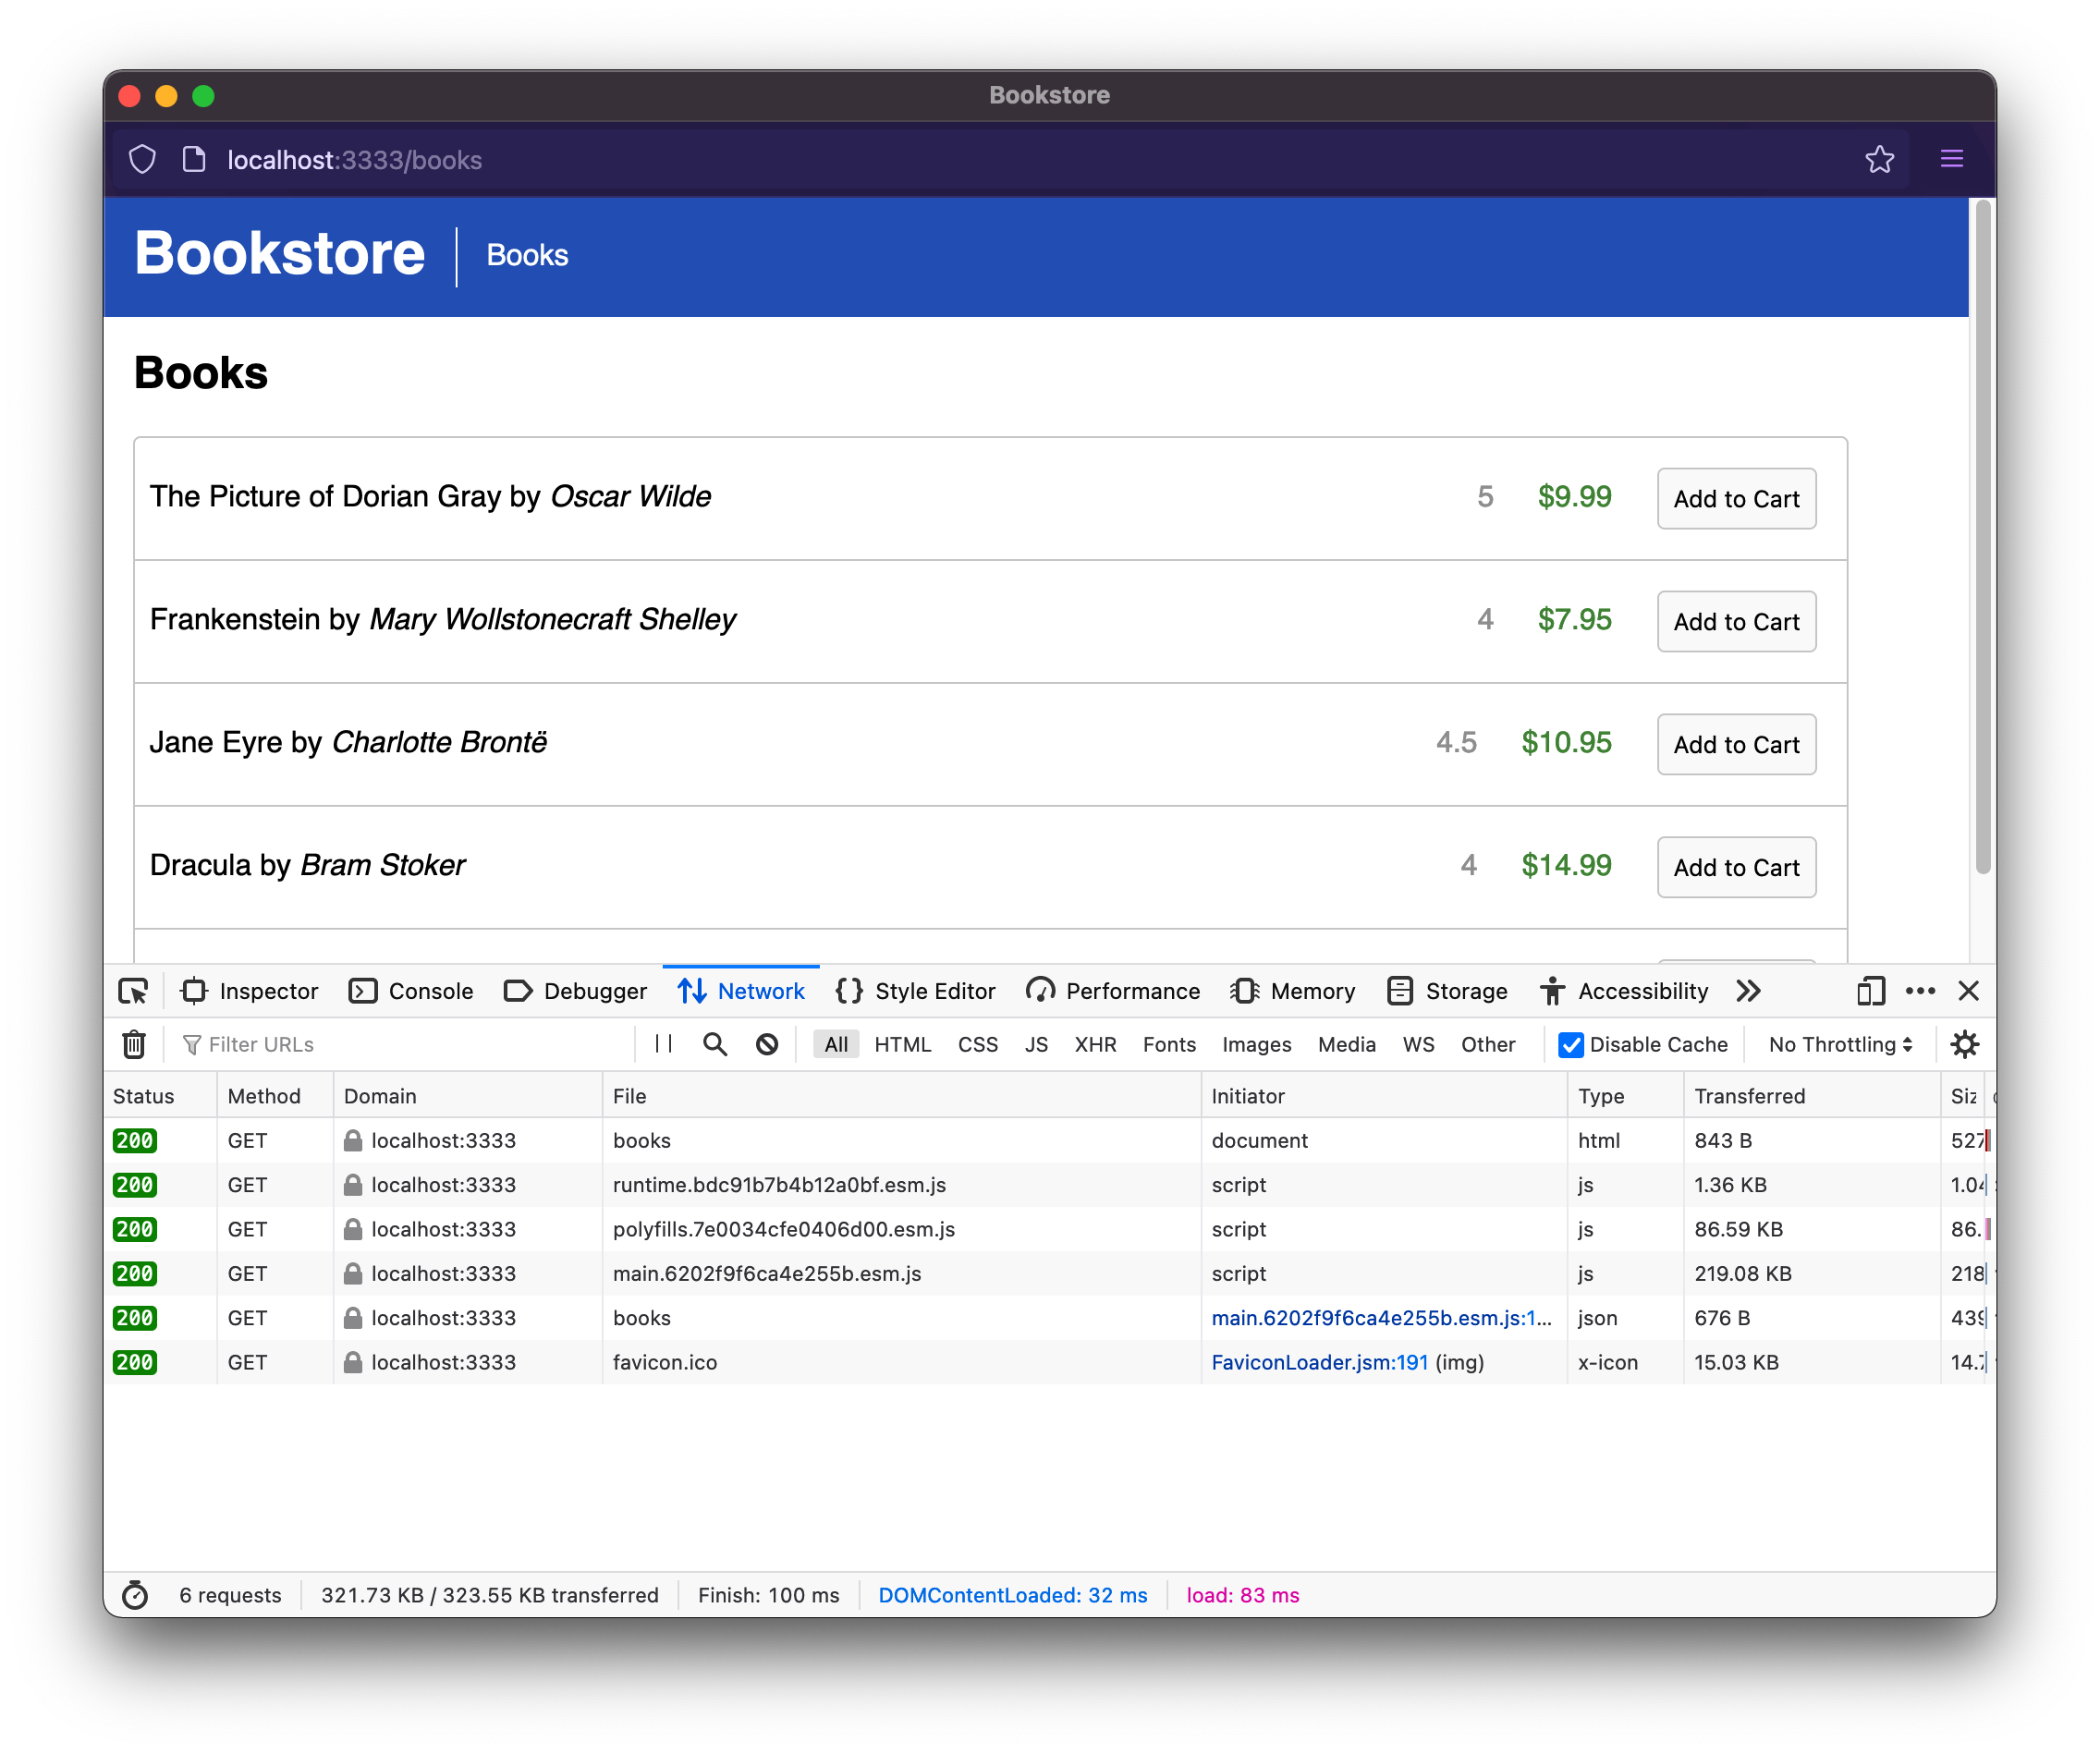 Bookstore
localhost:3333/books
Bookstore Books
Books
The Picture of Dorian Gray by Oscar Wilde 5 $9.99 Add to Cart
Frankenstein by Mary Wollstonecraft Shelley 4 $7.95 Add to Cart
Jane Eyre by Charlotte Brontë 4.5 $10.95 Add to Cart
Dracula by Bram Stoker 4 $14.99 Add to Cart
Inspector Console Debugger Network Style Editor Performance Memory Storage Accessibility
Filter URLs All HTML CSS JS XHR Fonts Images Media WS Other Disable Cache No Throttling
Status Method Domain File Initiator Type Transferred
200 GET localhost:3333 books document html 843 B 527
200 GET localhost:3333 runtime.bdc91b7b4b12a0bf.esm.js script js 1.36 KB 1.04
200 GET localhost:3333 polyfills.7e0034cfe0406d00.esm.js script js 86.59 KB 86.
200 GET localhost:3333 main.6202f9f6ca4e255b.esm.js script js 219.08 KB 218
200 GET localhost:3333 books main.6202f9f6ca4e255b.esm.js:1... json 676 B 439
200 GET localhost:3333 favicon.ico FaviconLoader.jsm:191 (img) x-icon 15.03 KB 14.7
6 requests 321.73 KB / 323.55 KB transferred Finish: 100 ms DOMContentLoaded: 32 ms load: 83 ms